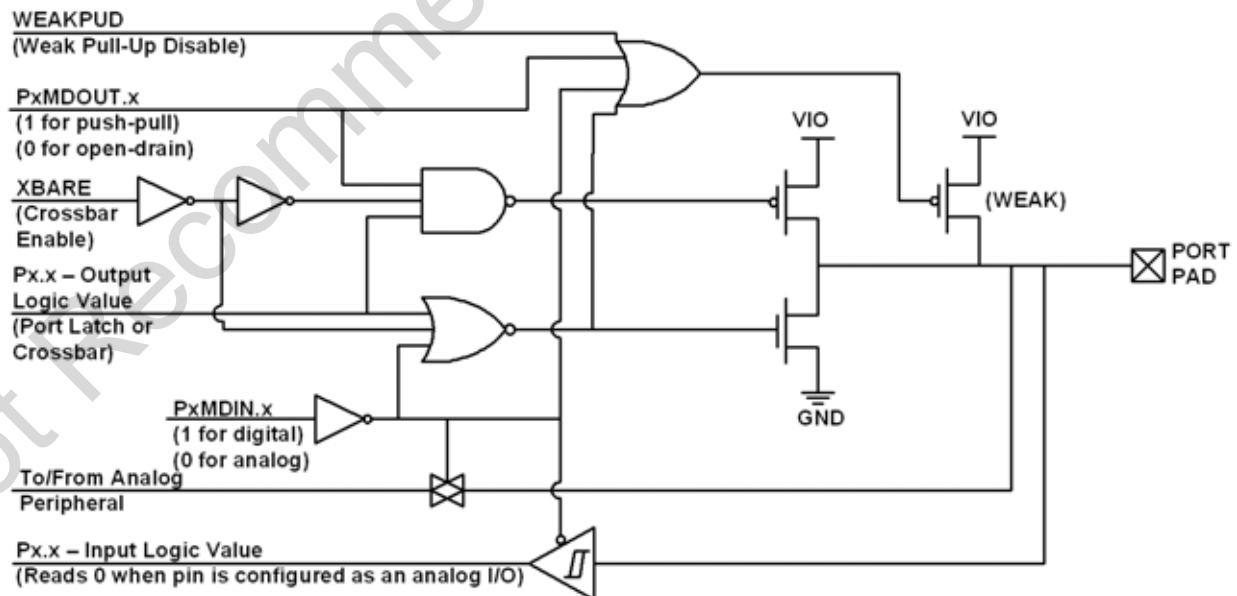 WEAKPUD
(Weak Pull-Up Disable)
PxMDOUT.x
(1 for push-pull)
(0 for open-drain)
XBARE
(Crossbar
Enable)
Px.x – Output
Logic Value
(Port Latch or
Crossbar)
PxMDIN.x
(1 for digital)
(0 for analog)
To/From Analog
Peripheral
Px.x – Input Logic Value
(Reads 0 when pin is configured as an analog I/O)
VIO
VIO
(WEAK)
PORT
PAD
GND
ot Recomme